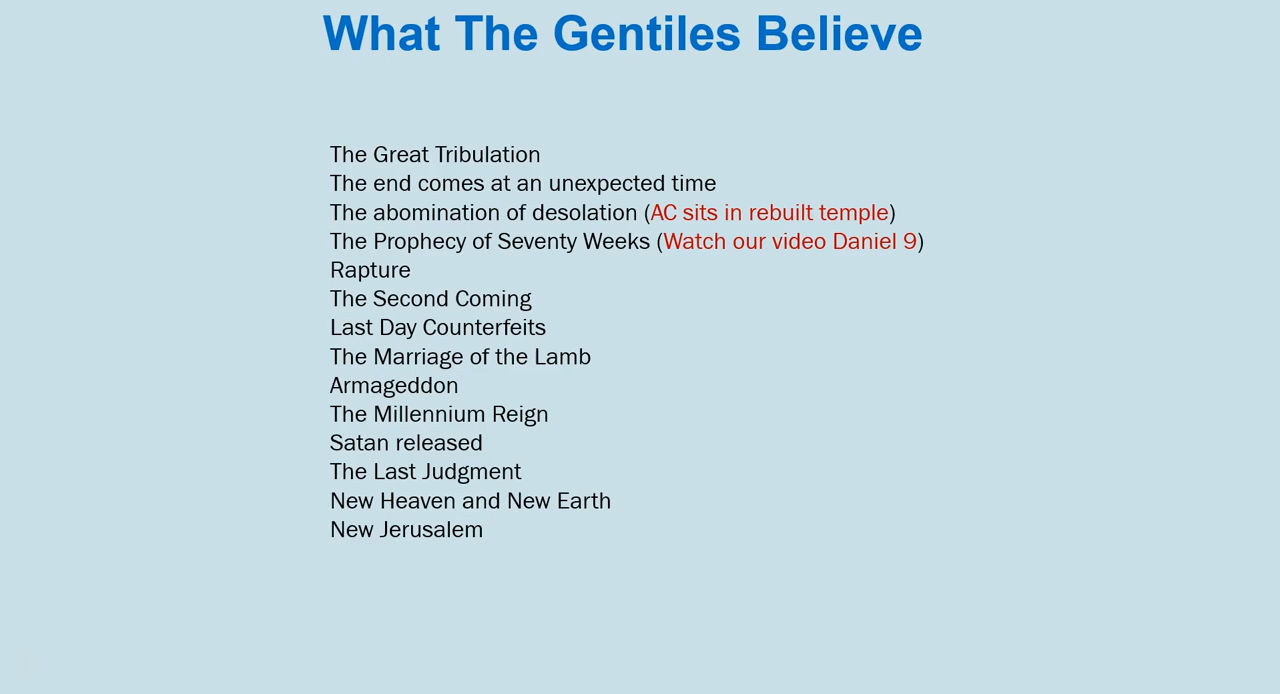 What The Gentiles Believe
The Great Tribulation
The end comes at an unexpected time
The abomination of desolation (AC sits in rebuilt temple)
The Prophecy of Seventy Weeks (Watch our video Daniel 9)
Rapture
The Second Coming
Last Day Counterfeits
The Marriage of the Lamb
Armageddon
The Millennium Reign
Satan released
The Last Judgment
New Heaven and New Earth
New Jerusalem